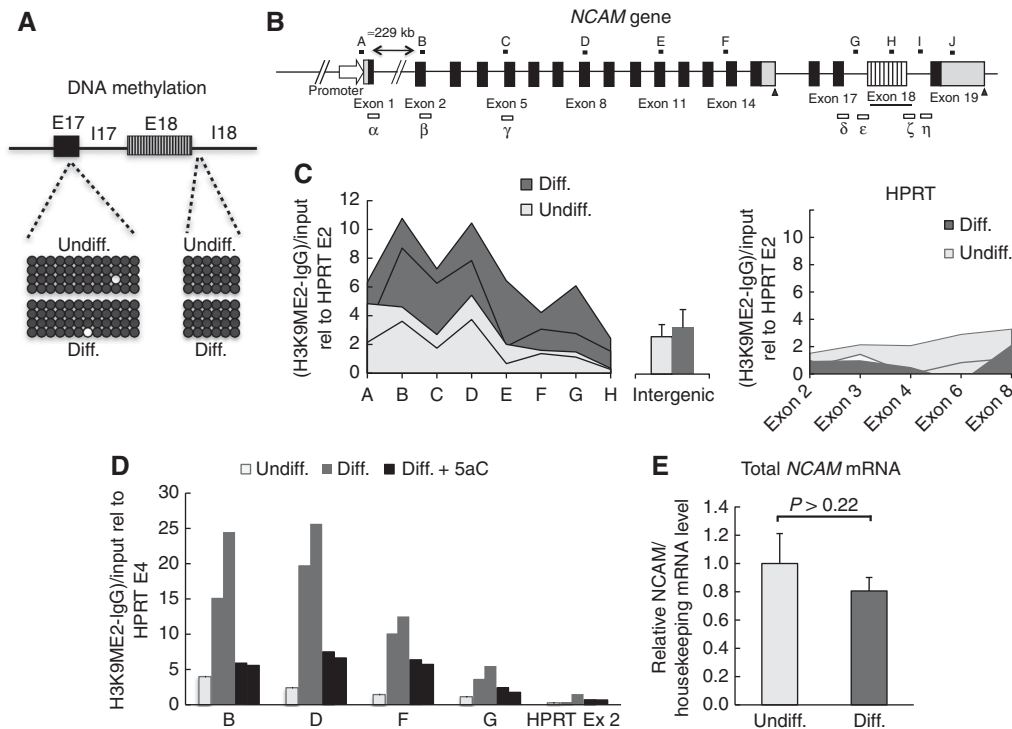 A
DNA methylation
E17
I17
E18
I18
Undiff.
Undiff.
Diff.
Diff.
B
NCAM gene
A
≈229 kb
B
C
D
E
F
G
H
I
J
Promoter
Exon 1
Exon 2
Exon 5
Exon 8
Exon 11
Exon 14
Exon 17
Exon 18
Exon 19
α
β
γ
δ
ε
ζ
η
C
Diff.
Undiff.
(H3K9ME2-IgG)/input
rel to HPRT E2
12
10
8
6
4
2
0
A B C D E F G H
Intergenic
HPRT
Diff.
Undiff.
(H3K9ME2-IgG)/input
rel to HPRT E2
10
8
6
4
2
0
Exon 2
Exon 3
Exon 4
Exon 6
Exon 8
D
Undiff. Diff. Diff. + 5aC
H3K9ME2-IgG)/input rel to
HPRT E4
30
25
20
15
10
5
0
B D F G HPRT Ex 2
E
Total NCAM mRNA
P > 0.22
Relative NCAM/
housekeeping mRNA level
1.4
1.2
1.0
0.8
0.6
0.4
0.2
0.0
Undiff. Diff.